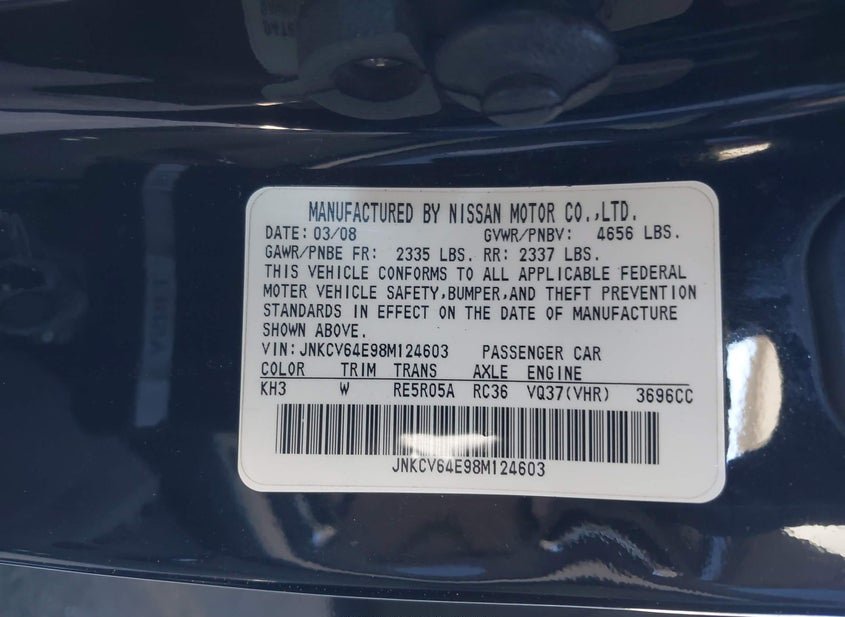 MANUFACTURED BY NISSAN MOTOR CO.,LTD.
DATE: 03/08 GVWR/PNBV: 4656 LBS.
GAWR/PNBE FR: 2335 LBS. RR: 2337 LBS.
THIS VEHICLE CONFORMS TO ALL APPLICABLE FEDERAL
MOTER VEHICLE SAFETY,BUMPER,AND THEFT PREVENTION
STANDARDS IN EFFECT ON THE DATE OF MANUFACTURE
SHOWN ABOVE.
VIN:JNKCV64E98M124603 PASSENGER CAR
COLOR TRIM TRANS AXLE ENGINE
KH3 W RE5R05A RC36 VQ37(VHR) 3696CC
JNKCV64E98M124603